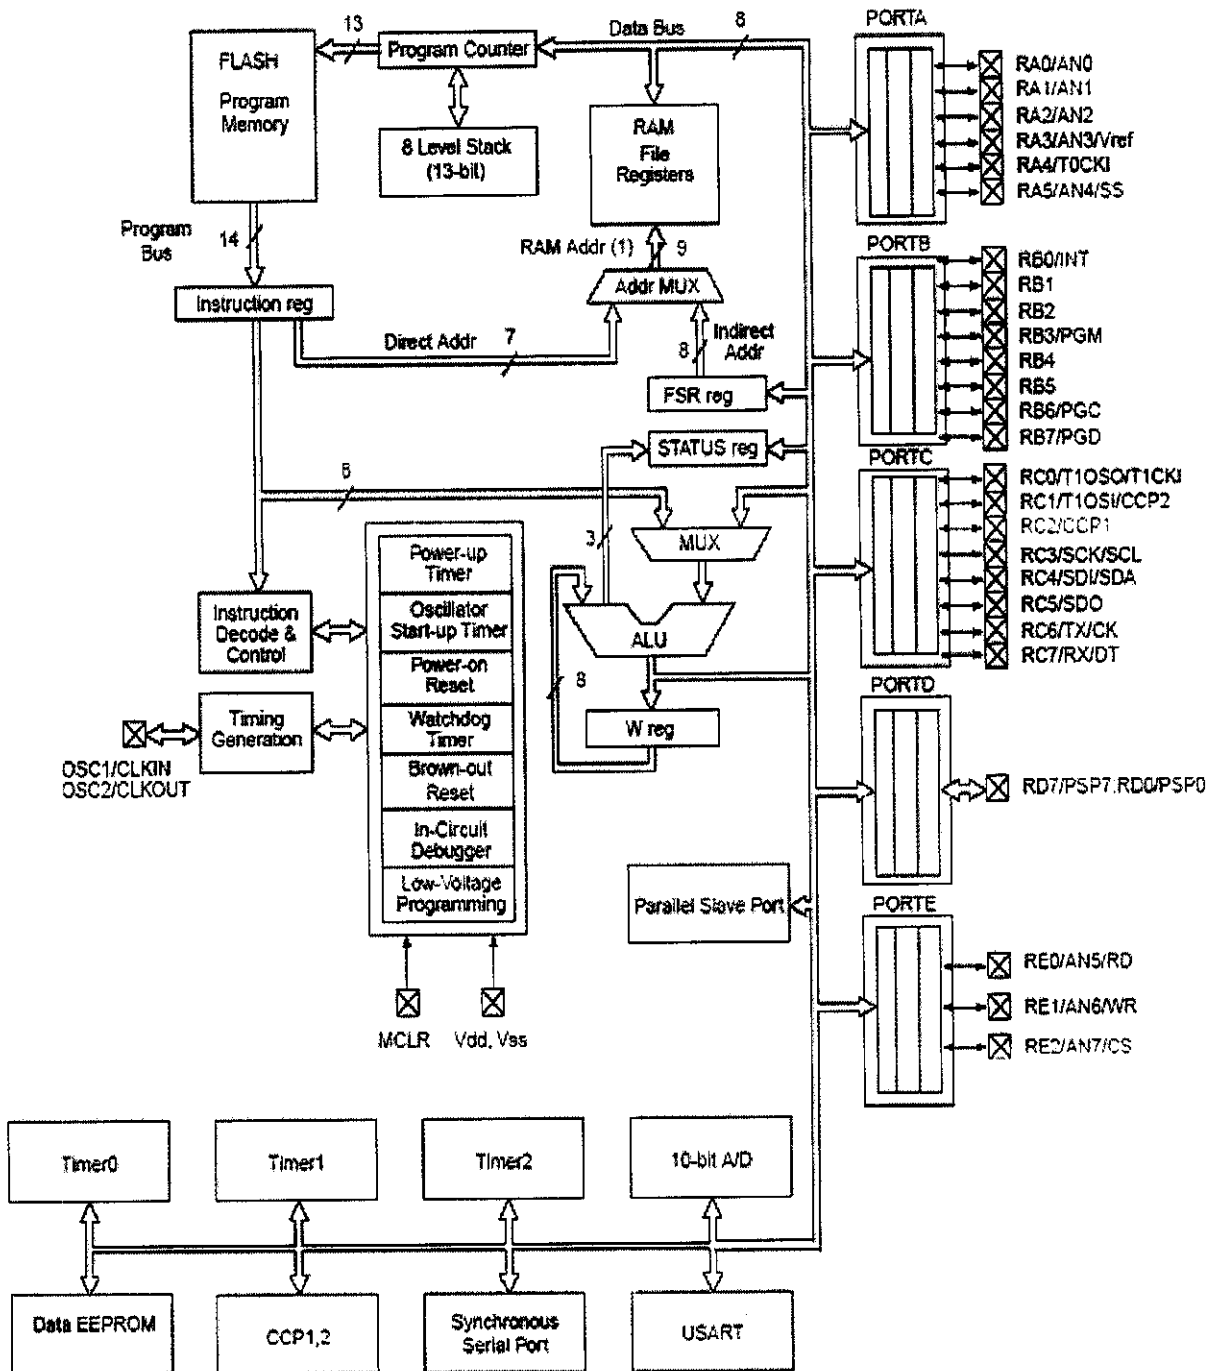 PORTA
13
Data Bus
8
FLASH
Program
Memory
Program Counter
RA0/AN0
RA1/AN1
RA2/AN2
RA3/AN3/Vref
RA4/T0CKI
RA5/AN4/SS
8 Level Stack
(13-bit)
RAM
File
Registers
Program
Bus
14
RAM Addr (1)
9
PORTB
RB0/INT
RB1
RB2
RB3/PGM
RB4
RB5
RB6/PGC
RB7/PGD
Addr MUX
Instruction reg
Direct Addr
7
8
Indirect
Addr
FSR reg
STATUS reg
PORTC
RC0/T1OSO/T1CKI
RC1/T1OSI/CCP2
RC2/CCP1
RC3/SCK/SCL
RC4/SDI/SDA
RC5/SDO
RC6/TX/CK
RC7/RX/DT
8
3
MUX
Power-up
Timer
Oscillator
Start-up Timer
Power-on
Reset
Watchdog
Timer
Brown-out
Reset
In-Circuit
Debugger
Low-Voltage
Programming
Instruction
Decode &
Control
ALU
8
W reg
Timing
Generation
OSC1/CLKIN
OSC2/CLKOUT
PORTD
RD7/PSP7:RD0/PSP0
Parallel Slave Port
PORTE
RE0/AN5/RD
RE1/AN6/WR
RE2/AN7/CS
MCLR
Vdd, Vss
Timer0
Timer1
Timer2
10-bit A/D
Data EEPROM
CCP1,2
Synchronous
Serial Port
USART